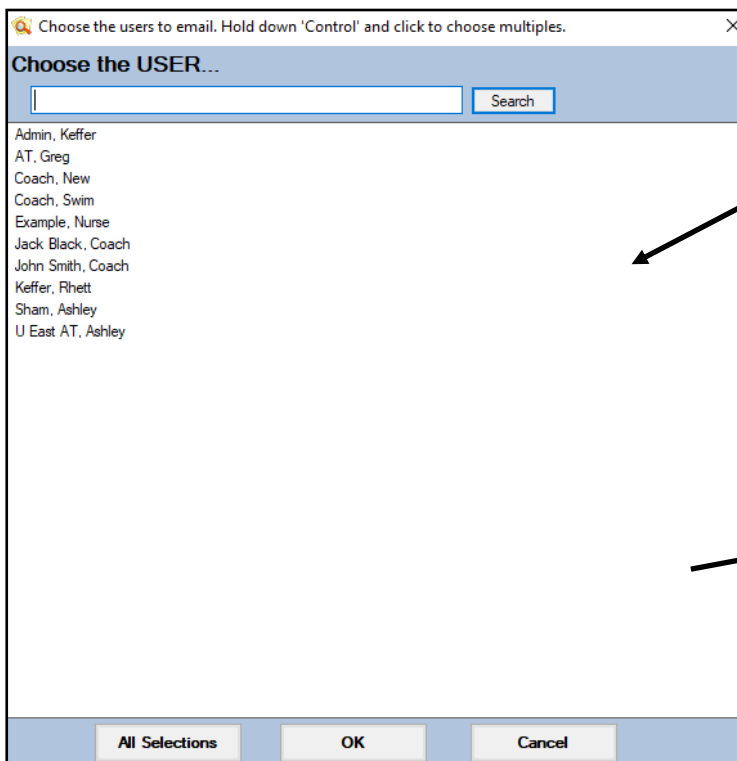 Choose the users to email. Hold down 'Control' and click to choose multiples.
Choose the USER...
Search
Admin, Keffer
AT, Greg
Coach, New
Coach, Swim
Example, Nurse
Jack Black, Coach
John Smith, Coach
Keffer, Rhett
Sham, Ashley
U East AT, Ashley
All Selections OK Cancel